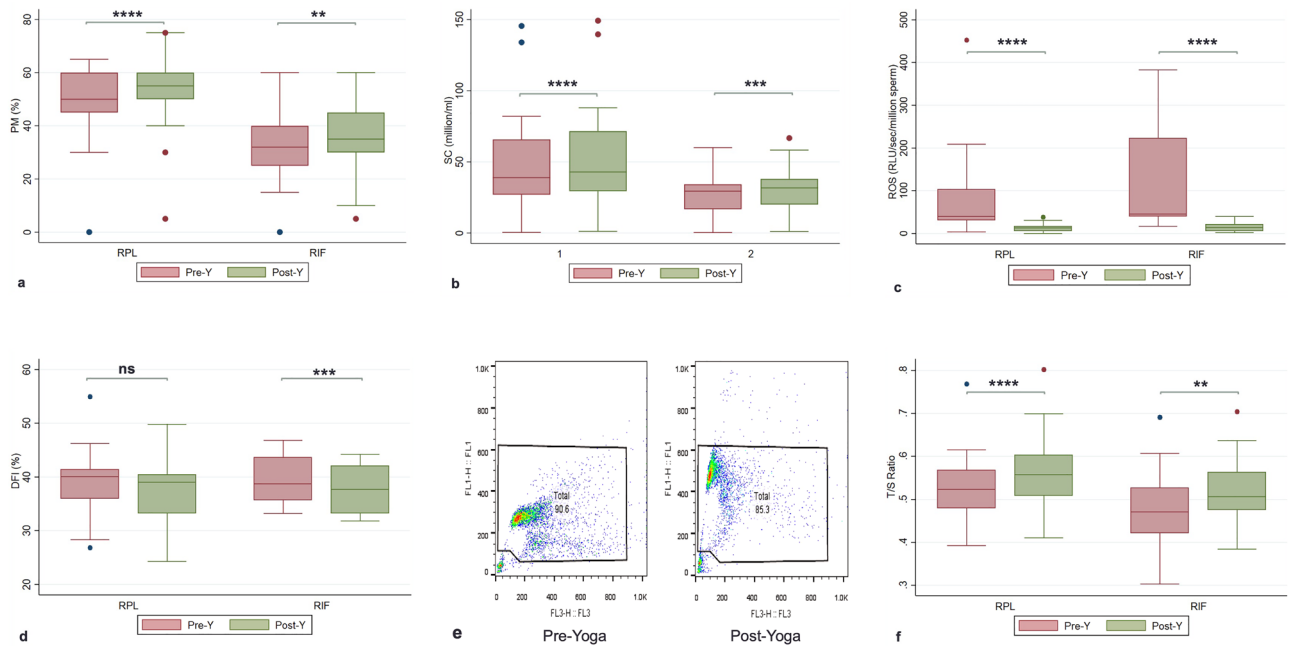 80
60
40
20
0
PM (%)
****
**
RPL
RIF
Pre-Y
Post-Y
a
150
100
50
0
SC (million/ml)
****
***
1
2
Pre-Y
Post-Y
b
500
400
300
200
100
0
ROS (RLU/sec/million sperm)
****
****
RPL
RIF
Pre-Y
Post-Y
c
60
50
40
30
20
DFI (%)
ns
***
RPL
RIF
Pre-Y
Post-Y
d
1.0K
800
600
400
200
0
FL1-H :: FL1
Total
90.6
0 200 400 600 800 1.0K
FL3-H :: FL3
Pre-Yoga
1.0K
800
600
400
200
0
FL1-H :: FL1
Total
85.3
0 200 400 600 800 1.0K
FL3-H :: FL3
Post-Yoga
e
.8
.7
.6
.5
.4
.3
T/S Ratio
****
**
RPL
RIF
Pre-Y
Post-Y
f